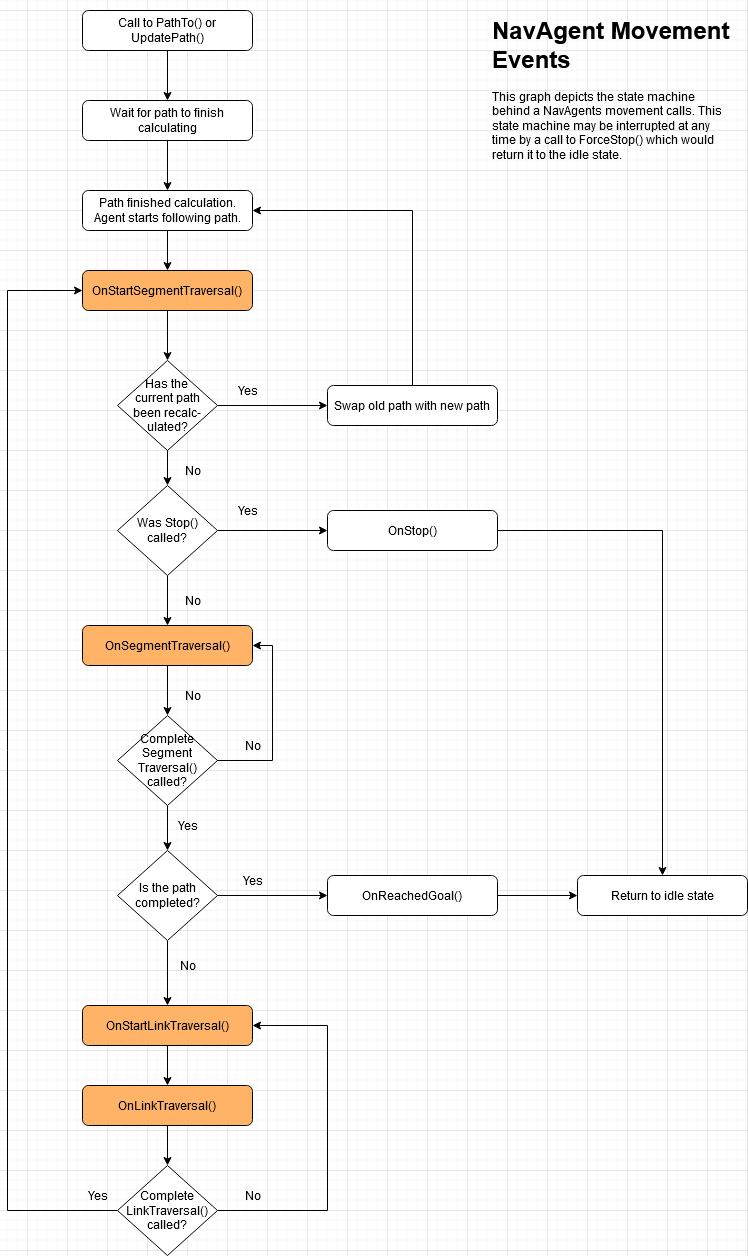 NavAgent Movement
Events
This graph depicts the state machine
behind a NavAgents movement calls. This
state machine may be interrupted at any
time by a call to ForceStop() which would
return it to the idle state.
Call to PathTo() or
UpdatePath()
Wait for path to finish
calculating
Path finished calculation.
Agent starts following path.
OnStartSegmentTraversal()
Has the
current path
been recalc-
ulated?
Yes
Swap old path with new path
No
Was Stop()
called?
Yes
OnStop()
No
OnSegmentTraversal()
No
Complete
Segment
Traversal()
called?
No
Yes
Is the path
completed?
Yes
OnReachedGoal()
Return to idle state
No
OnStartLinkTraversal()
OnLinkTraversal()
Complete
LinkTraversal()
called?
Yes
No